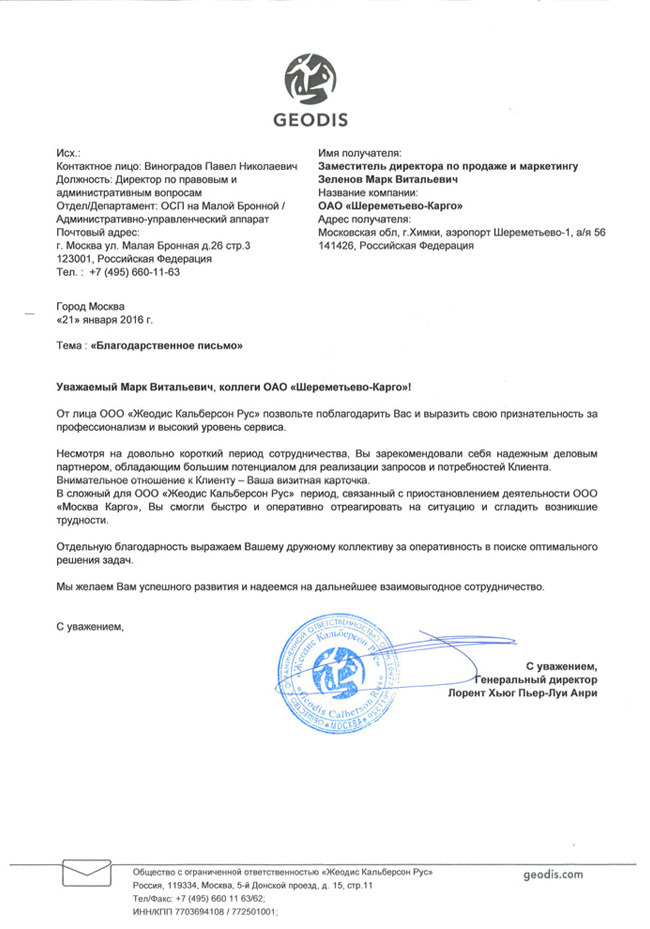 GEODIS
Исх.:
Контактное лицо: Виноградов Павел Николаевич
Должность: Директор по правовым и
административным вопросам
Отдел/Департамент: ОСП на Малой Бронной /
Административно-управленческий аппарат
Почтовый адрес:
г. Москва ул. Малая Бронная д.26 стр.3
123001, Российская Федерация
Тел. : +7 (495) 660-11-63
Имя получателя:
Заместитель директора по продаже и маркетингу
Зеленов Марк Витальевич
Название компании:
ОАО «Шереметьево-Карго»
Адрес получателя:
Московская обл, г.Химки, аэропорт Шереметьево-1, а/я 56
141426, Российская Федерация
Город Москва
«21» января 2016 г.
Тема : «Благодарственное письмо»
Уважаемый Марк Витальевич, коллеги ОАО «Шереметьево-Карго»!
От лица ООО «Жеодис Кальберсон Рус» позвольте поблагодарить Вас и выразить свою признательность за
профессионализм и высокий уровень сервиса.
Несмотря на довольно короткий период сотрудничества, Вы зарекомендовали себя надежным деловым
партнером, обладающим большим потенциалом для реализации запросов и потребностей Клиента.
Внимательное отношение к Клиенту – Ваша визитная карточка.
В сложный для ООО «Жеодис Кальберсон Рус» период, связанный с приостановлением деятельности ООО
«Москва Карго», Вы смогли быстро и оперативно отреагировать на ситуацию и сгладить возникшие
трудности.
Отдельную благодарность выражаем Вашему дружному коллективу за оперативность в поиске оптимального
решения задач.
Мы желаем Вам успешного развития и надеемся на дальнейшее взаимовыгодное сотрудничество.
С уважением,
«Жеодис Кальберсон рус»
«Geodis Calberson Rus»
МОСКВА
С уважением,
Генеральный директор
Лорент Хьюг Пьер-Луи Анри
Общество с ограниченной ответственностью «Жеодис Кальберсон Рус»
Россия, 119334, Москва, 5-й Донской проезд, д. 15, стр.11
Тел/Факс: +7 (495) 660 11 63/62;
ИНН/КПП 7703694108 / 772501001;
geodis.com